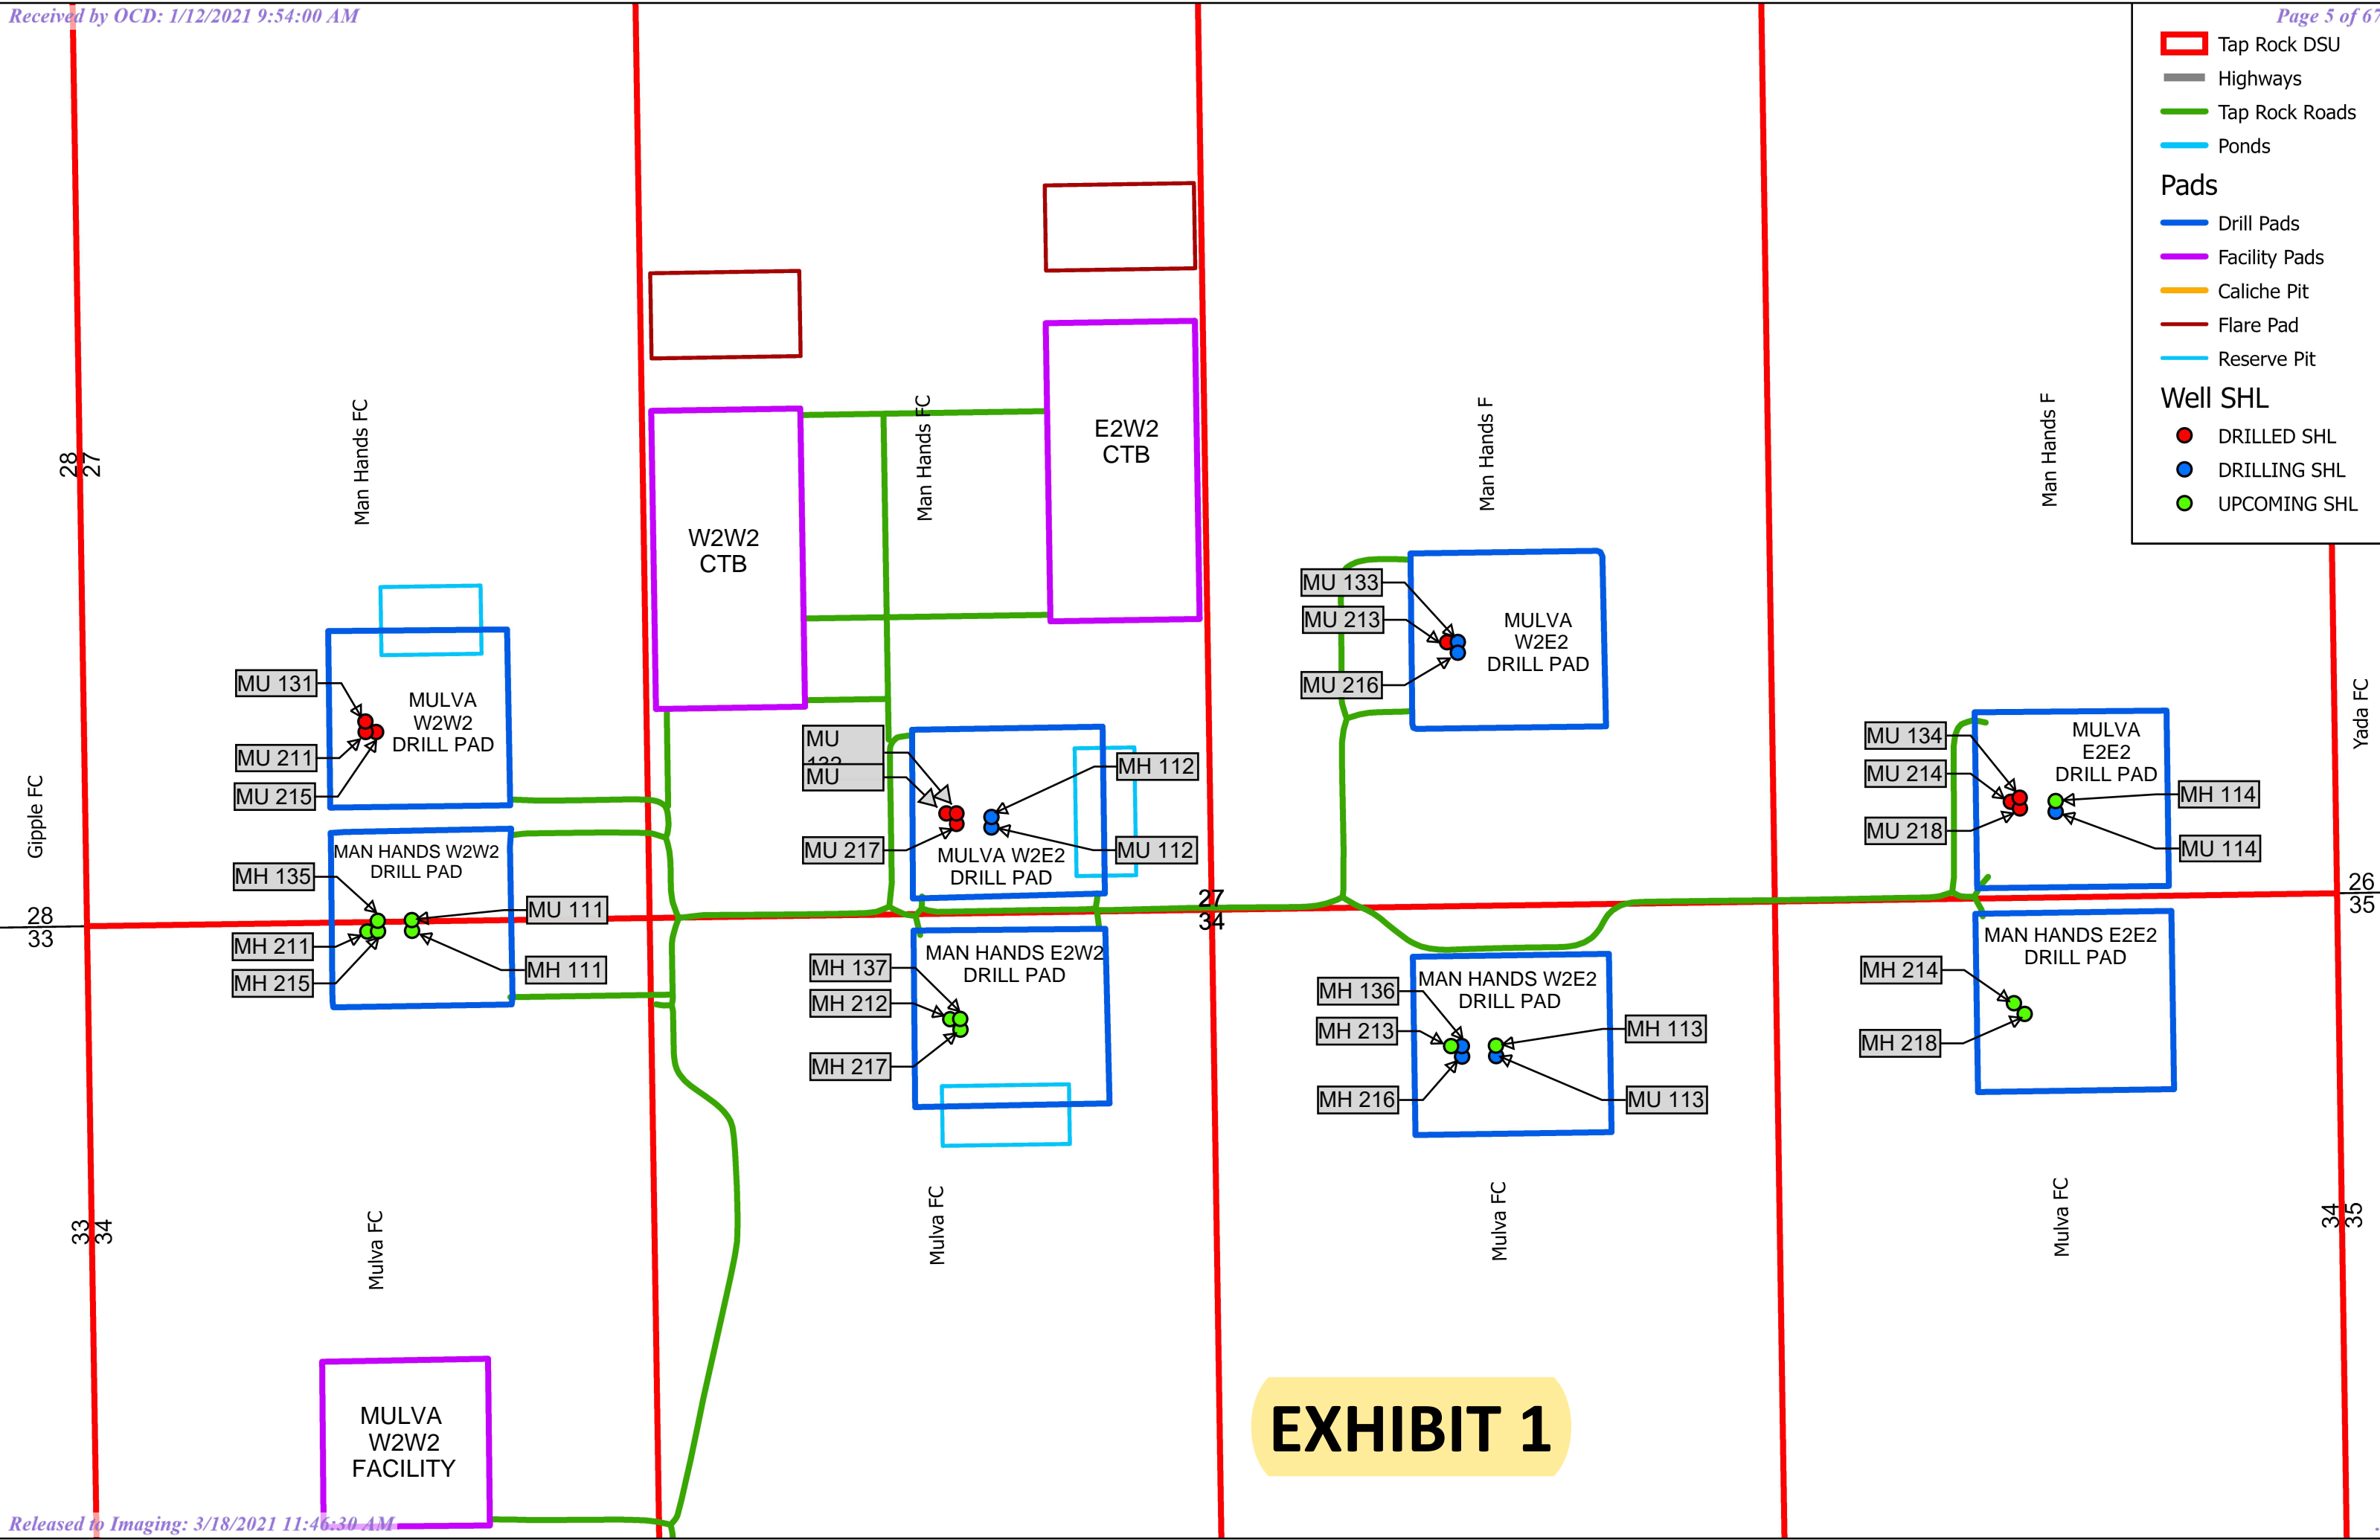 Received by OCD: 1/12/2021 9:54:00 AM
Page 5 of 67
Tap Rock DSU
Highways
Tap Rock Roads
Ponds
Pads
Drill Pads
Facility Pads
Caliche Pit
Flare Pad
Reserve Pit
Well SHL
DRILLED SHL
DRILLING SHL
UPCOMING SHL
28
27
Man Hands FC
Man Hands FC
Man Hands F
Man Hands F
E2W2
CTB
W2W2
CTB
MU 133
MU 213
MU 216
MULVA
W2E2
DRILL PAD
MU 131
MU 211
MU 215
MULVA
W2W2
DRILL PAD
MU
MU
MU 217
MH 112
MU 112
MULVA W2E2
DRILL PAD
MU 134
MU 214
MU 218
MULVA
E2E2
DRILL PAD
MH 114
MU 114
Gipple FC
Yada FC
MAN HANDS W2W2
DRILL PAD
MH 135
MH 211
MH 215
MU 111
MH 111
28
33
27
34
26
35
MAN HANDS E2W2
DRILL PAD
MH 137
MH 212
MH 217
MAN HANDS W2E2
DRILL PAD
MH 136
MH 213
MH 216
MH 113
MU 113
MAN HANDS E2E2
DRILL PAD
MH 214
MH 218
33
34
34
35
Mulva FC
Mulva FC
Mulva FC
Mulva FC
MULVA
W2W2
FACILITY
EXHIBIT 1
Released to Imaging: 3/18/2021 11:46:30 AM